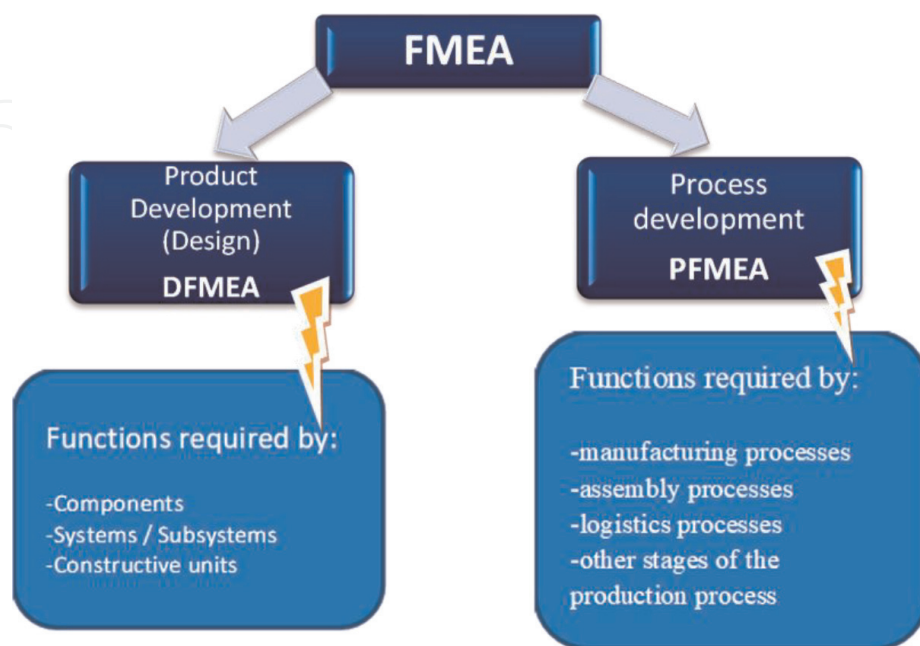 FMEA
Product
Development
(Design)
DFMEA
Process
development
PFMEA
Functions required by:
-Components
-Systems / Subsystems
-Constructive units
Functions required by:
-manufacturing processes
-assembly processes
-logistics processes
-other stages of the
production process